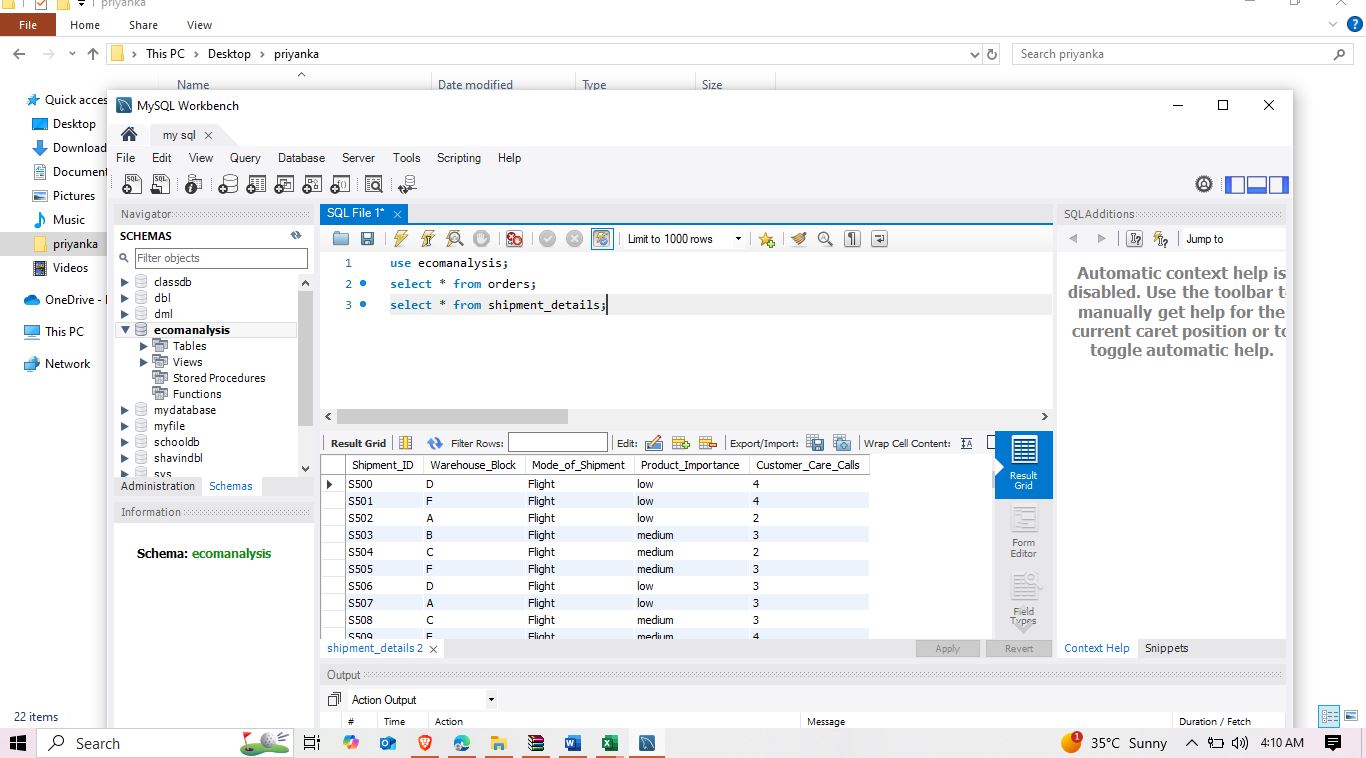 priyanka
File Home Share View
This PC > Desktop > priyanka
Search priyanka
Name Date modified Type Size
Quick acces
Desktop
Download
Document
Pictures
Music
priyanka
Videos
OneDrive -
This PC
Network
MySQL Workbench
my sql
File Edit View Query Database Server Tools Scripting Help
Navigator
SCHEMAS
Filter objects
classdb
dbl
dml
ecomanalysis
Tables
Views
Stored Procedures
Functions
mydatabase
myfile
schooldb
shavindbl
sys
Administration Schemas
Information
Schema: ecomanalysis
SQL File 1*
Limit to 1000 rows
1 use ecomanalysis;
2 select * from orders;
3 select * from shipment_details;
SQLAdditions
Jump to
Automatic context help is
disabled. Use the toolbar t
manually get help for the
current caret position or to
toggle automatic help.
Result Grid Filter Rows: Edit: Export/Import: Wrap Cell Content:
Shipment_ID Warehouse_Block Mode_of_Shipment Product_Importance Customer_Care_Calls
S500 D Flight low 4
S501 F Flight low 4
S502 A Flight low 2
S503 B Flight medium 3
S504 C Flight medium 2
S505 F Flight medium 3
S506 D Flight low 3
S507 A Flight low 3
S508 C Flight medium 3
S509 F Flight medium 4
Result
Grid
Form
Editor
Field
Types
shipment_details 2
Apply Revert
Context Help Snippets
Output
Action Output
# Time Action Message Duration / Fetch
22 items
Search
1
35°C Sunny
4:10 AM